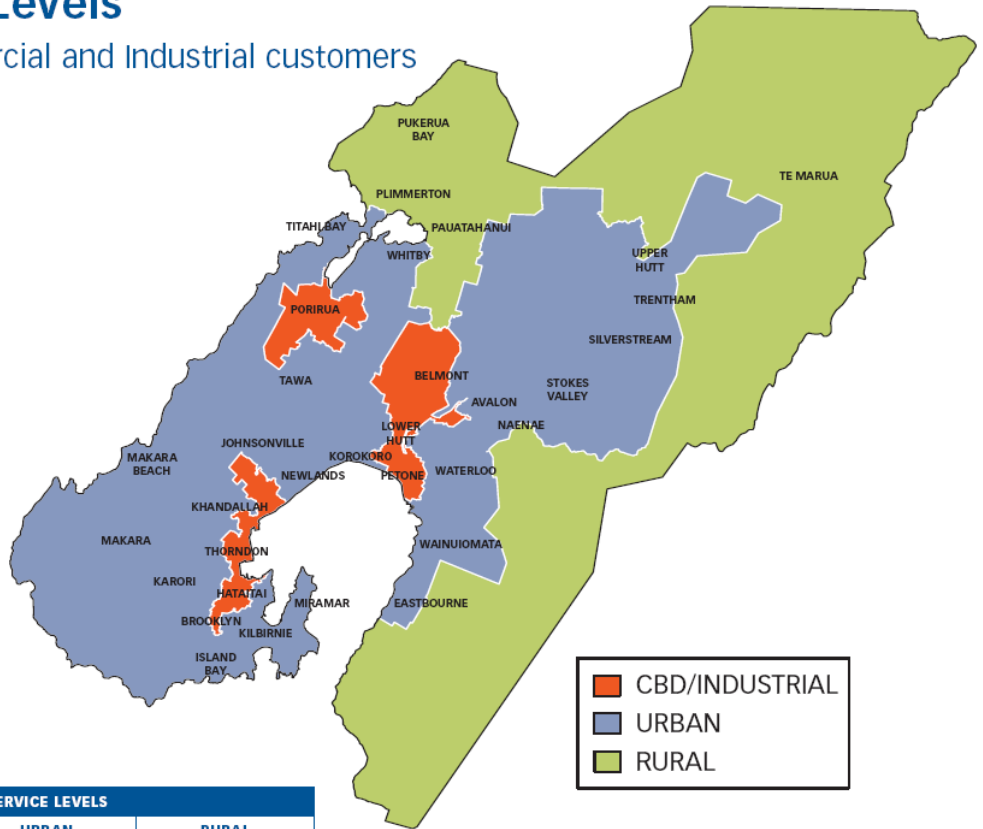 Levels
rcial and Industrial customers
PUKERUA
BAY
TE MARUA
PLIMMERTON
TITAHI BAY
PAUATAHANUI
WHITBY
UPPER
HUTT
TRENTHAM
PORIRUA
SILVERSTREAM
BELMONT
TAWA
STOKES
VALLEY
AVALON
LOWER
HUTT
NAENAE
JOHNSONVILLE
KOROKORO
MAKARA
BEACH
NEWLANDS
PETONE
WATERLOO
KHANDALLAH
MAKARA
WAINUIOMATA
THORNDON
KARORI
HATAITAI
MIRAMAR
EASTBOURNE
BROOKLYN
KILBIRNIE
ISLAND
BAY
CBD/INDUSTRIAL
URBAN
RURAL
ERVICE LEVELS
URBAN
RURAL